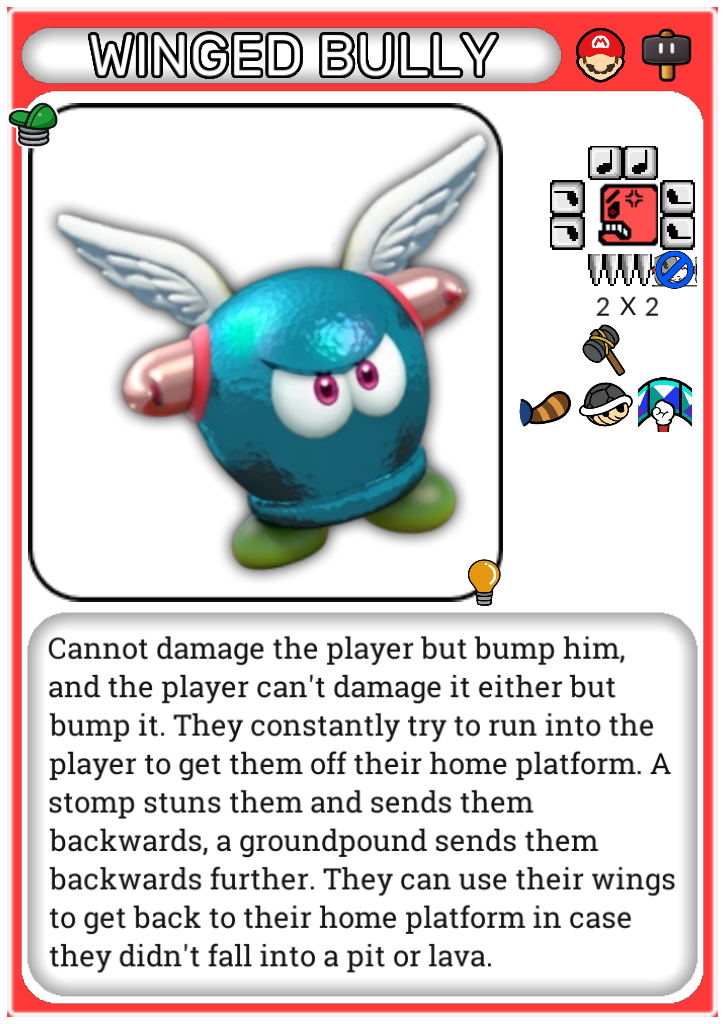 WINGED BULLY
2 X 2
Cannot damage the player but bump him,
and the player can't damage it either but
bump it. They constantly try to run into the
player to get them off their home platform. A
stomp stuns them and sends them
backwards, a groundpound sends them
backwards further. They can use their wings
to get back to their home platform in case
they didn't fall into a pit or lava.